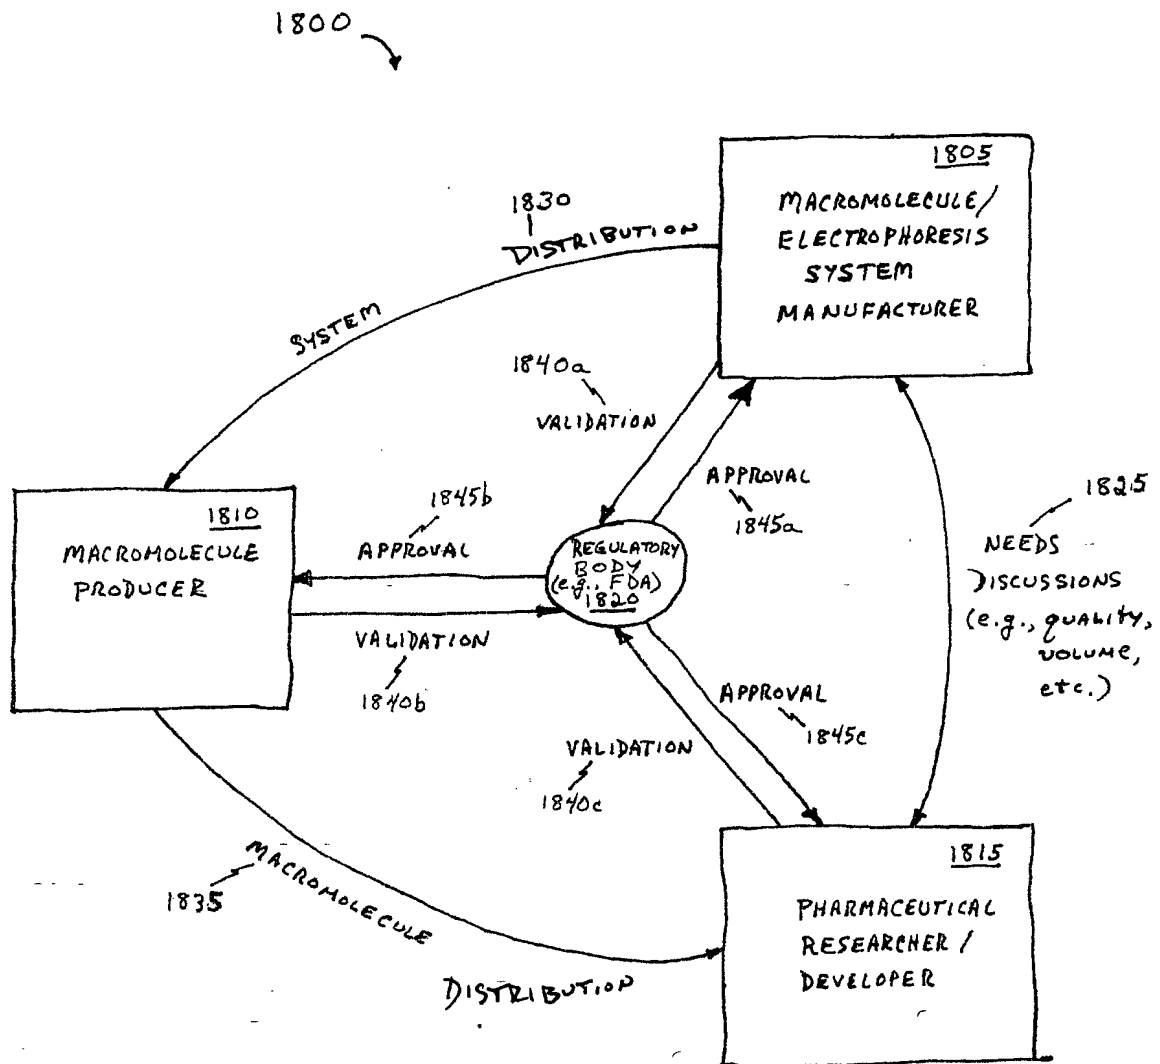 1800
1805
MACROMOLECULE/
ELECTROPHORESIS
SYSTEM
MANUFACTURER
1830
SYSTEM DISTRIBUTION
1840a
VALIDATION
APPROVAL
1845a
1825
NEEDS
DISCUSSIONS
(e.g., QUALITY,
VOLUME,
etc.)
1810
MACROMOLECULE
PRODUCER
1845b
APPROVAL
VALIDATION
1840b
REGULATORY
BODY
(e.g., FDA)
1820
APPROVAL
1845c
VALIDATION
1840c
1835
MACROMOLECULE DISTRIBUTION
1815
PHARMACEUTICAL
RESEARCHER/
DEVELOPER